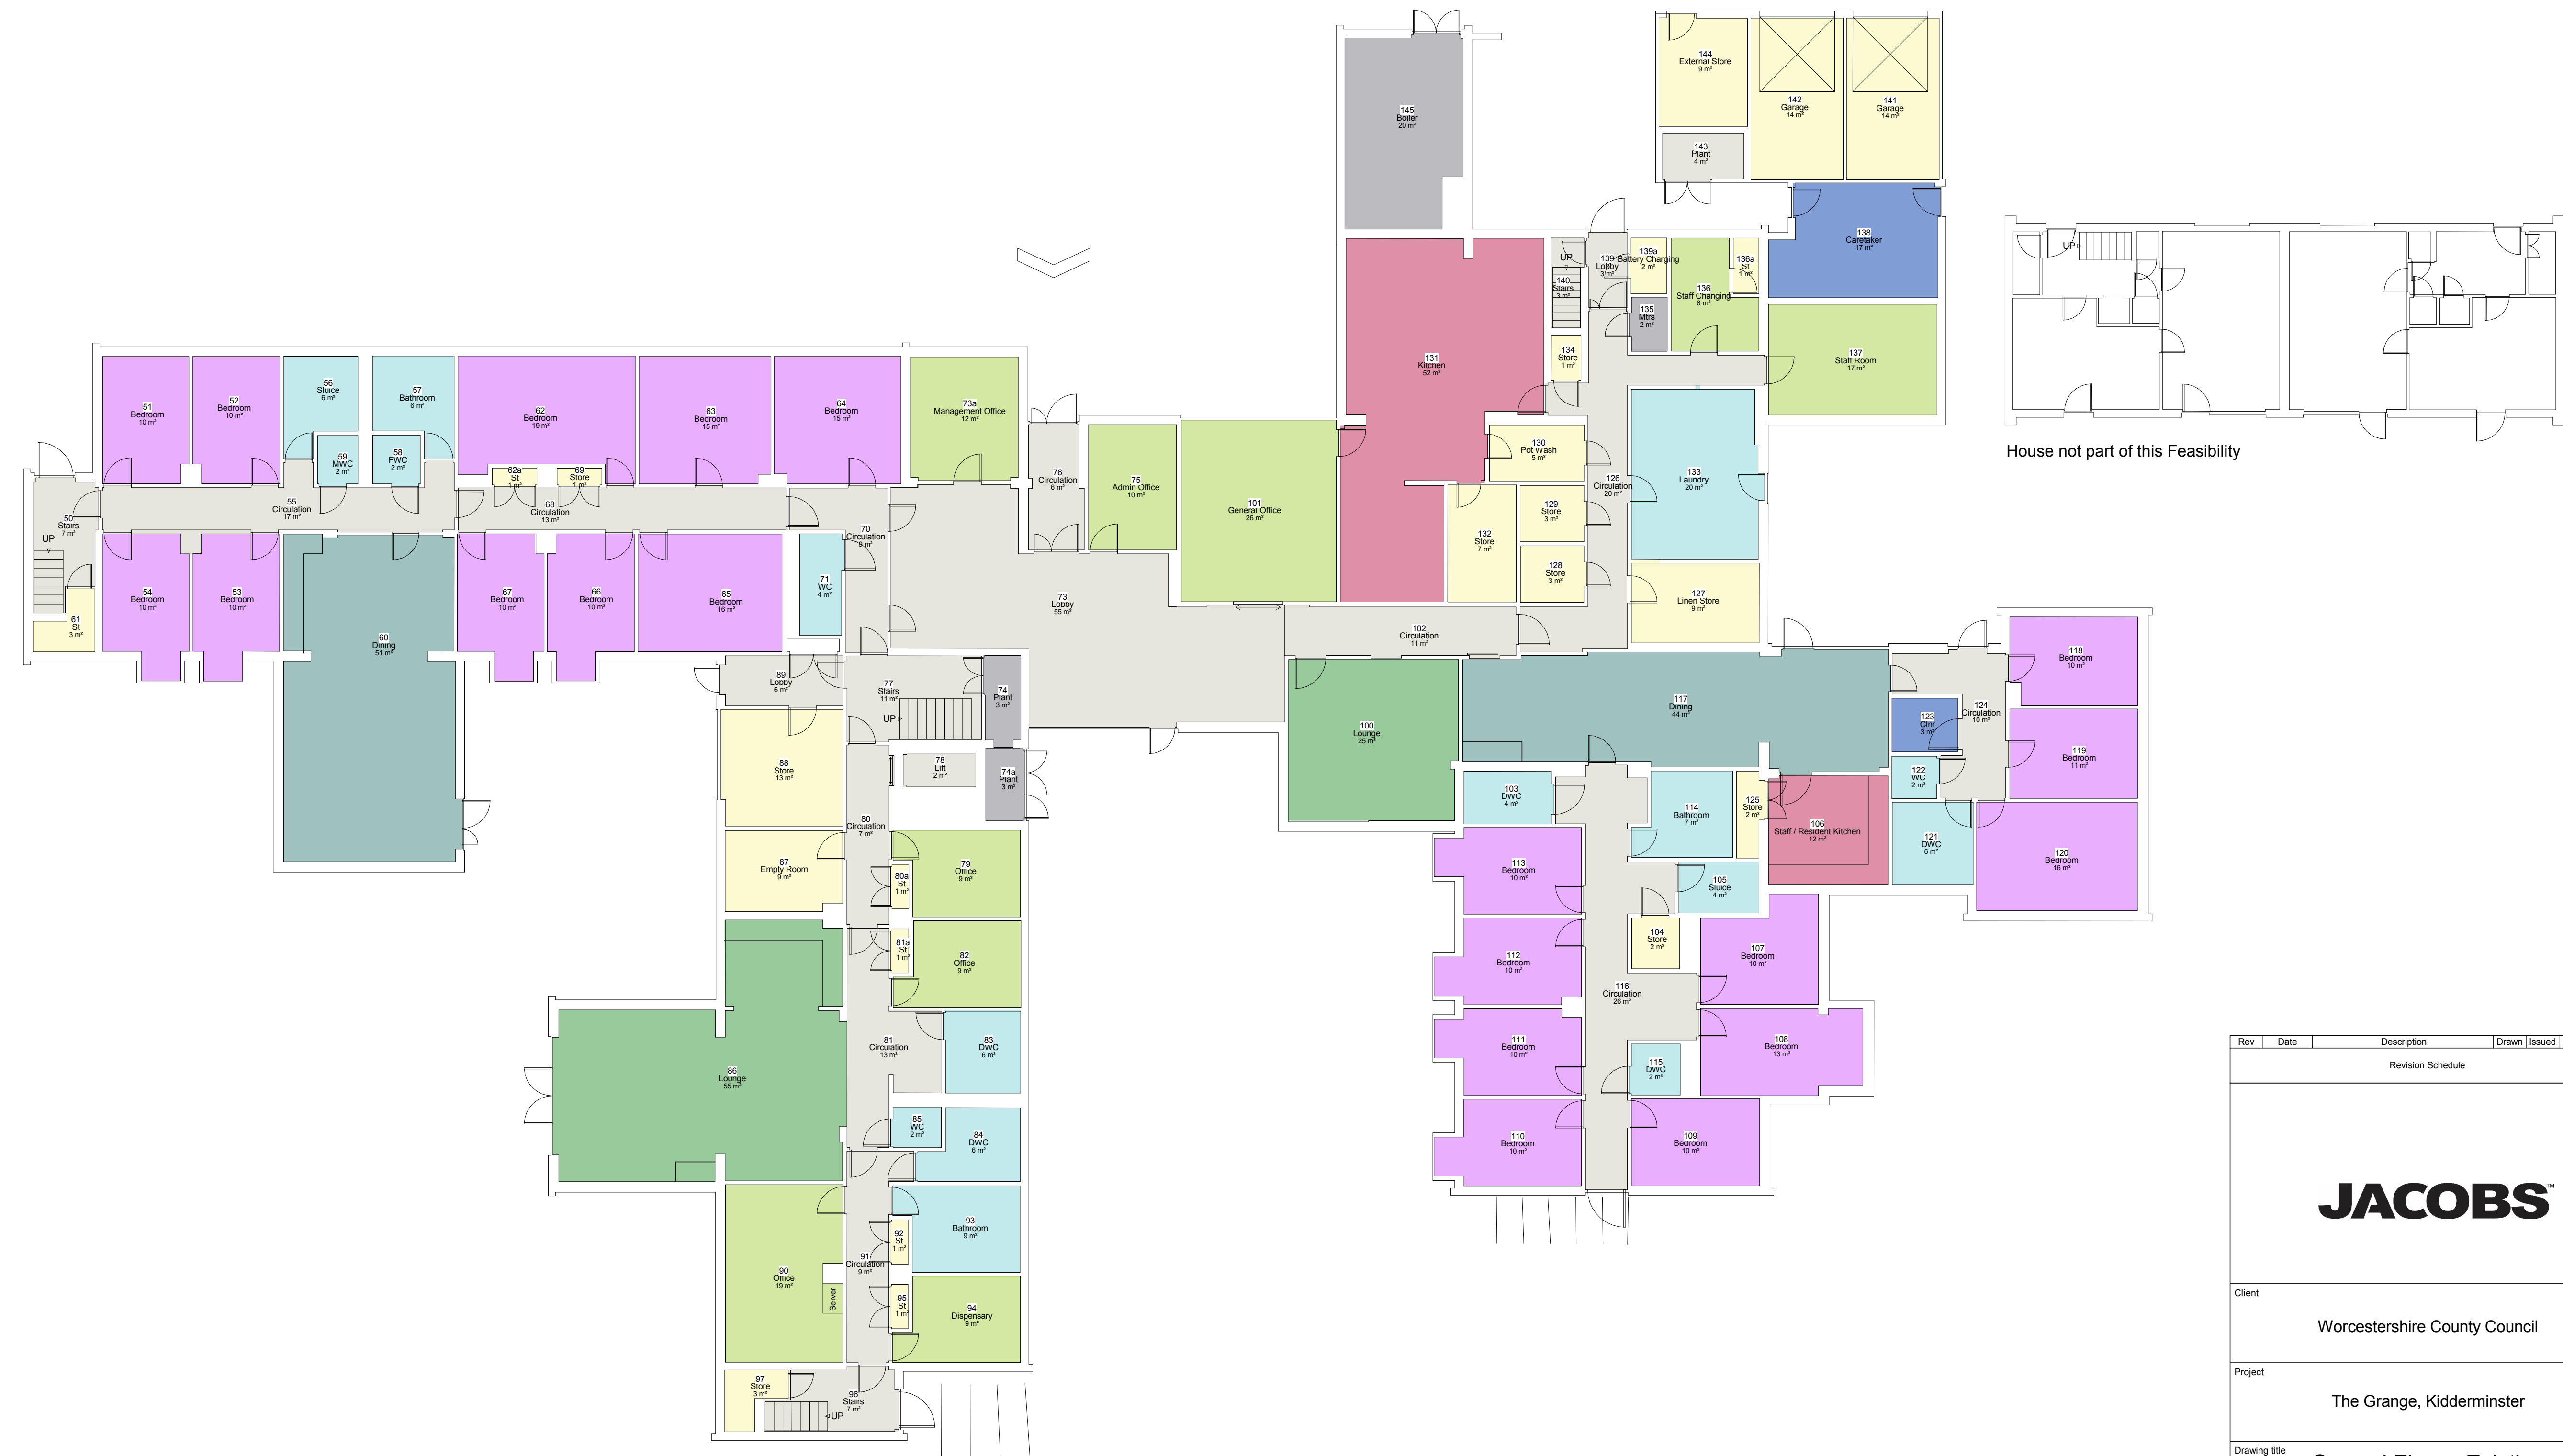 144
External Store
9 m²
142
Garage
14 m²
141
Garage
14 m²
145
Boiler
20 m²
143
Plant
4 m²
138
Caretaker
17 m²
UP
House not part of this Feasibility
UP
140
Stairs
3 m²
139
Lobby
3 m²
139a
Battery Charging
2 m²
136a
St
1 m²
136
Staff Changing
8 m²
135
Mtrs
2 m²
134
Store
1 m²
137
Staff Room
17 m²
131
Kitchen
52 m²
51
Bedroom
10 m²
52
Bedroom
10 m²
56
Sluice
6 m²
57
Bathroom
6 m²
62
Bedroom
19 m²
63
Bedroom
15 m²
64
Bedroom
15 m²
73a
Management Office
12 m²
59
MWC
2 m²
58
FWC
2 m²
62a
St
1 m²
69
Store
1 m²
76
Circulation
6 m²
75
Admin Office
10 m²
101
General Office
26 m²
130
Pot Wash
5 m²
126
Circulation
20 m²
133
Laundry
20 m²
129
Store
3 m²
132
Store
7 m²
128
Store
3 m²
127
Linen Store
9 m²
50
Stairs
7 m²
UP
55
Circulation
17 m²
68
Circulation
13 m²
70
Circulation
9 m²
71
WC
4 m²
73
Lobby
55 m²
102
Circulation
11 m²
61
St
3 m²
54
Bedroom
10 m²
53
Bedroom
10 m²
60
Dining
51 m²
67
Bedroom
10 m²
66
Bedroom
10 m²
65
Bedroom
16 m²
89
Lobby
6 m²
77
Stairs
11 m²
UP
74
Plant
3 m²
74a
Plant
3 m²
78
Lift
2 m²
88
Store
13 m²
80
Circulation
7 m²
87
Empty Room
9 m²
79
Office
9 m²
80a
St
1 m²
81a
St
1 m²
82
Office
9 m²
81
Circulation
13 m²
83
DWC
6 m²
86
Lounge
55 m²
85
WC
2 m²
84
DWC
6 m²
93
Bathroom
9 m²
92
St
1 m²
91
Circulation
9 m²
90
Office
19 m²
Server
95
St
1 m²
94
Dispensary
9 m²
97
Store
3 m²
96
Stairs
7 m²
UP
100
Lounge
25 m²
117
Dining
44 m²
118
Bedroom
10 m²
123
Clnr
3 m²
124
Circulation
10 m²
119
Bedroom
11 m²
122
WC
2 m²
121
DWC
6 m²
120
Bedroom
16 m²
103
DWC
4 m²
114
Bathroom
7 m²
125
Store
2 m²
106
Staff / Resident Kitchen
12 m²
105
Sluice
4 m²
113
Bedroom
10 m²
104
Store
2 m²
107
Bedroom
10 m²
112
Bedroom
10 m²
116
Circulation
26 m²
111
Bedroom
10 m²
108
Bedroom
13 m²
115
DWC
2 m²
110
Bedroom
10 m²
109
Bedroom
10 m²
Rev Date Description Drawn Issued
Revision Schedule
JACOBS™
Client
Worcestershire County Council
Project
The Grange, Kidderminster
Drawing title